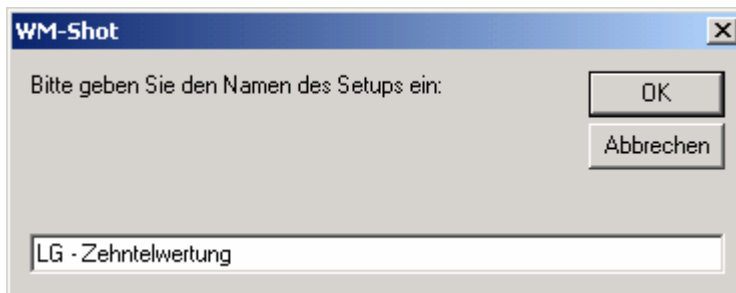 WM-Shot
Bitte geben Sie den Namen des Setups ein:
OK
Abbrechen
LG - Zehntelwertung